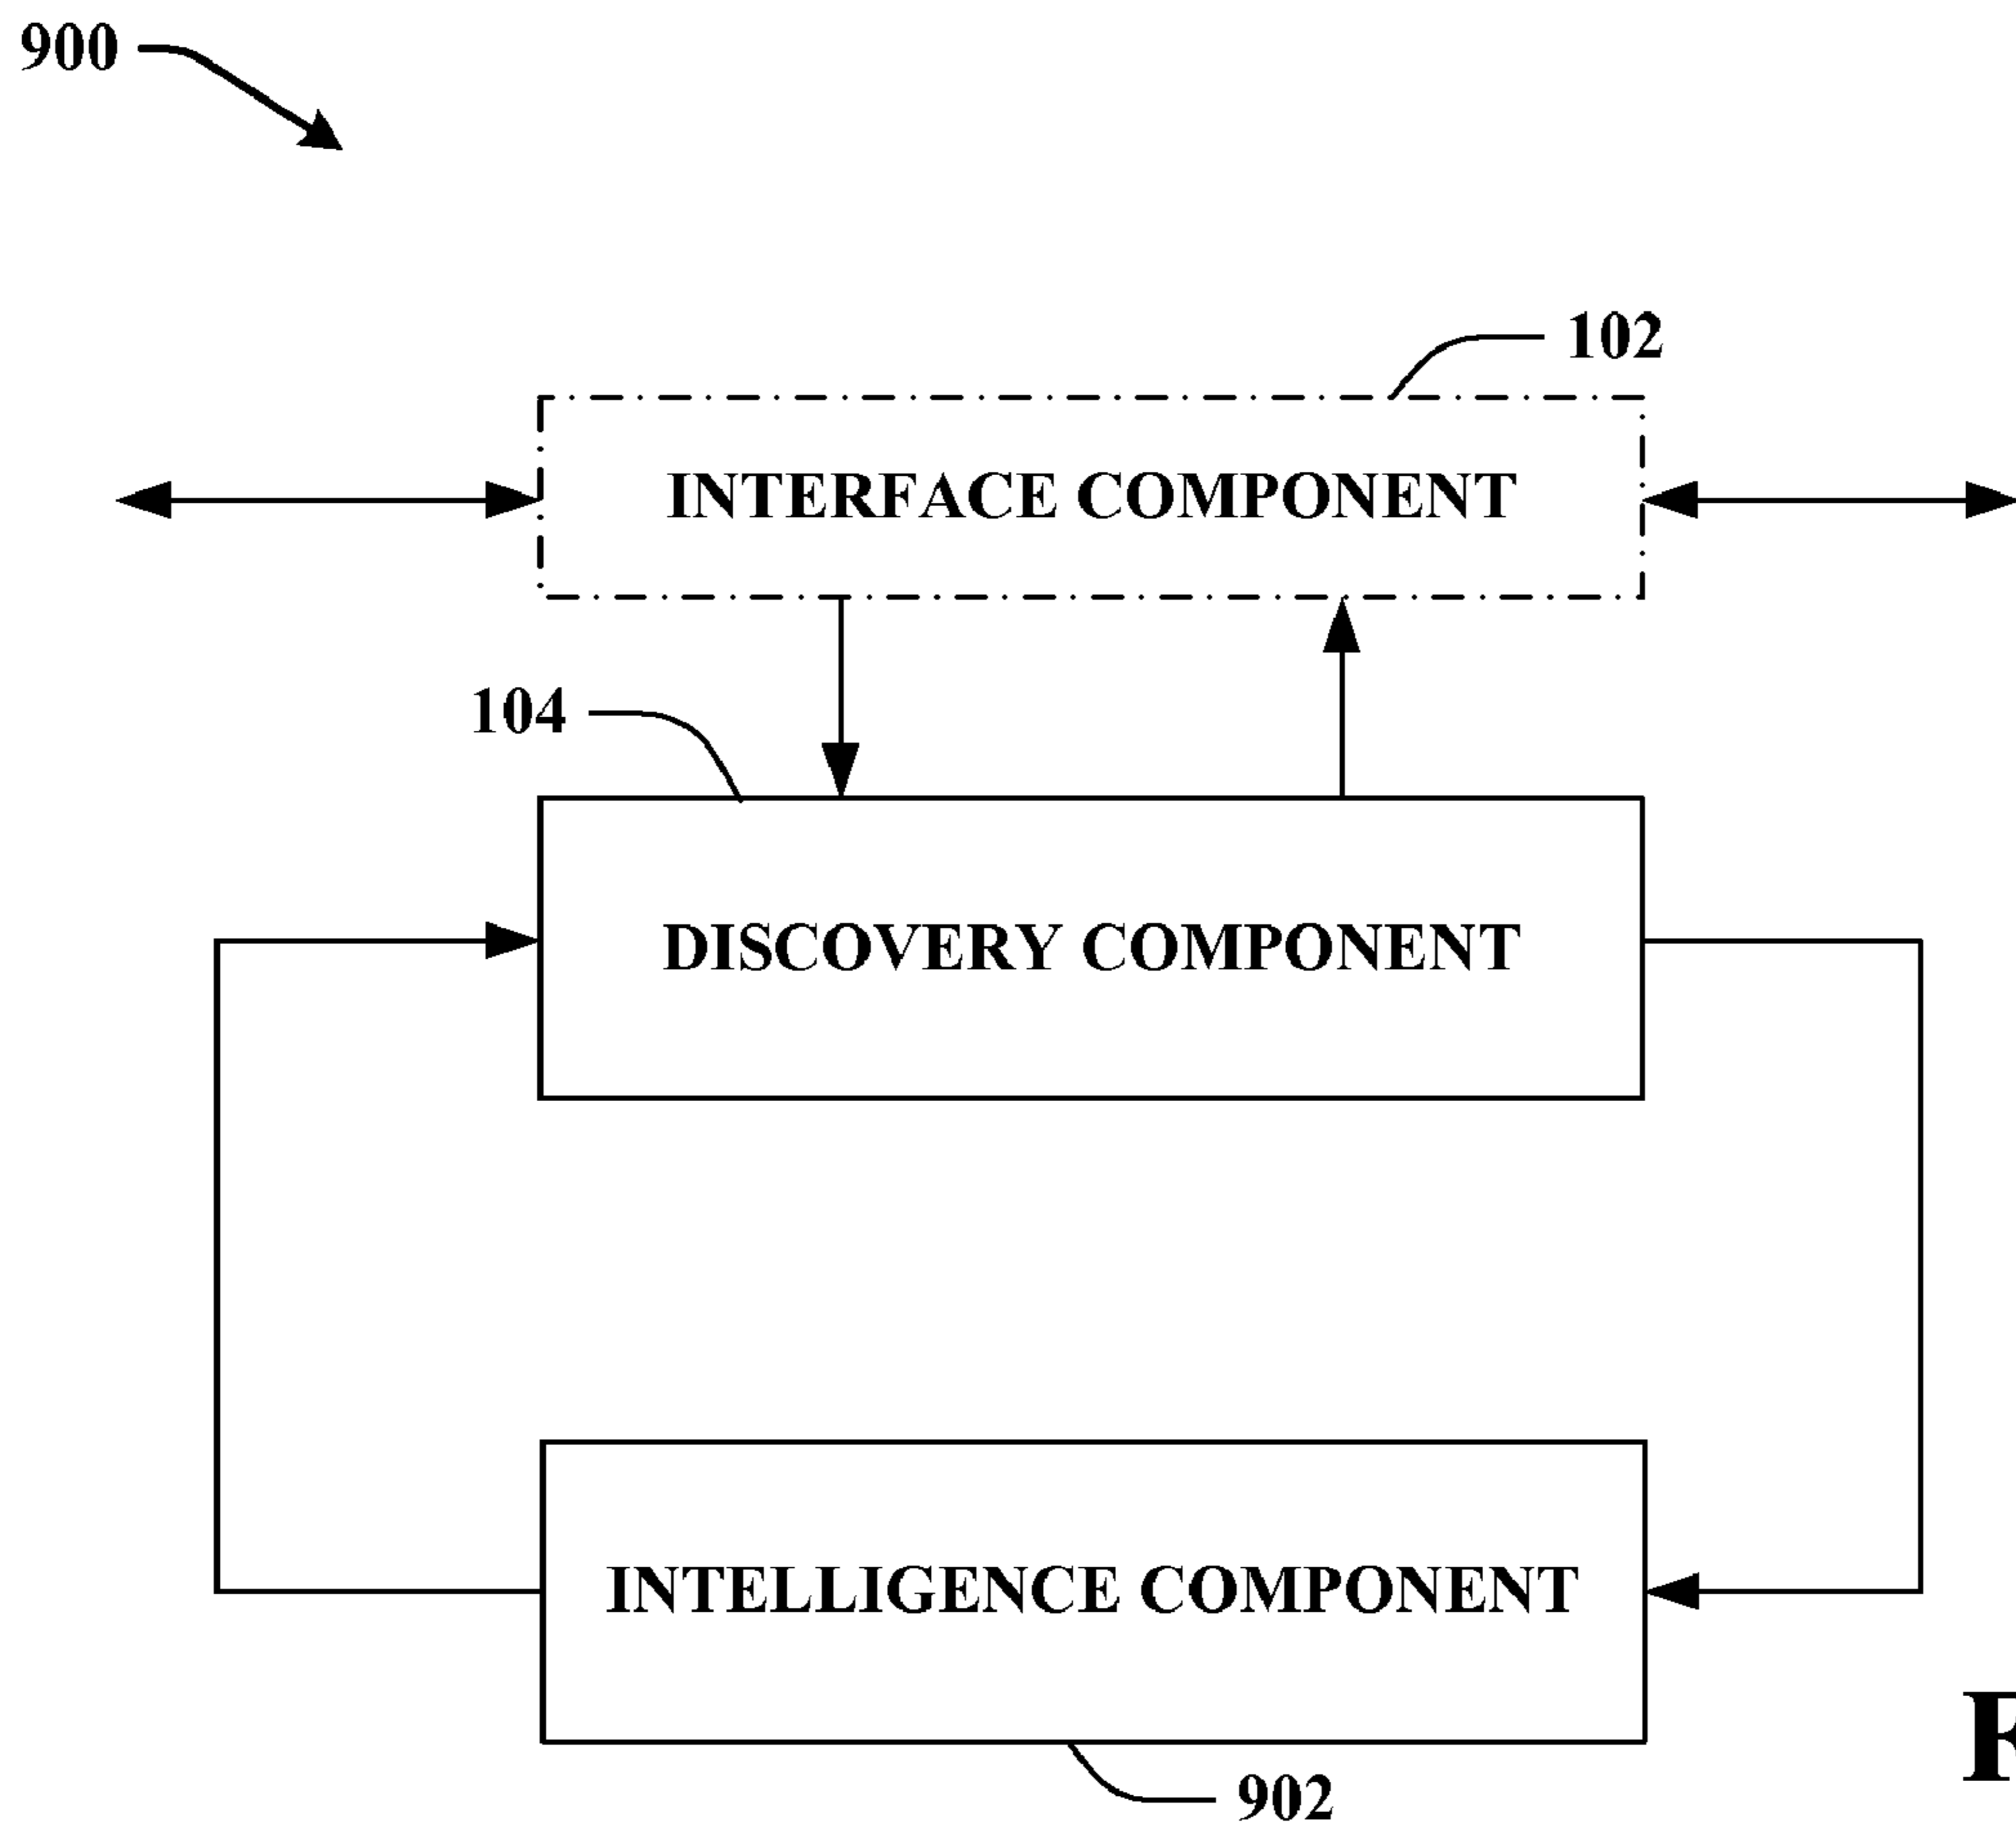 900
102
INTERFACE COMPONENT
104
DISCOVERY COMPONENT
INTELLIGENCE COMPONENT
902